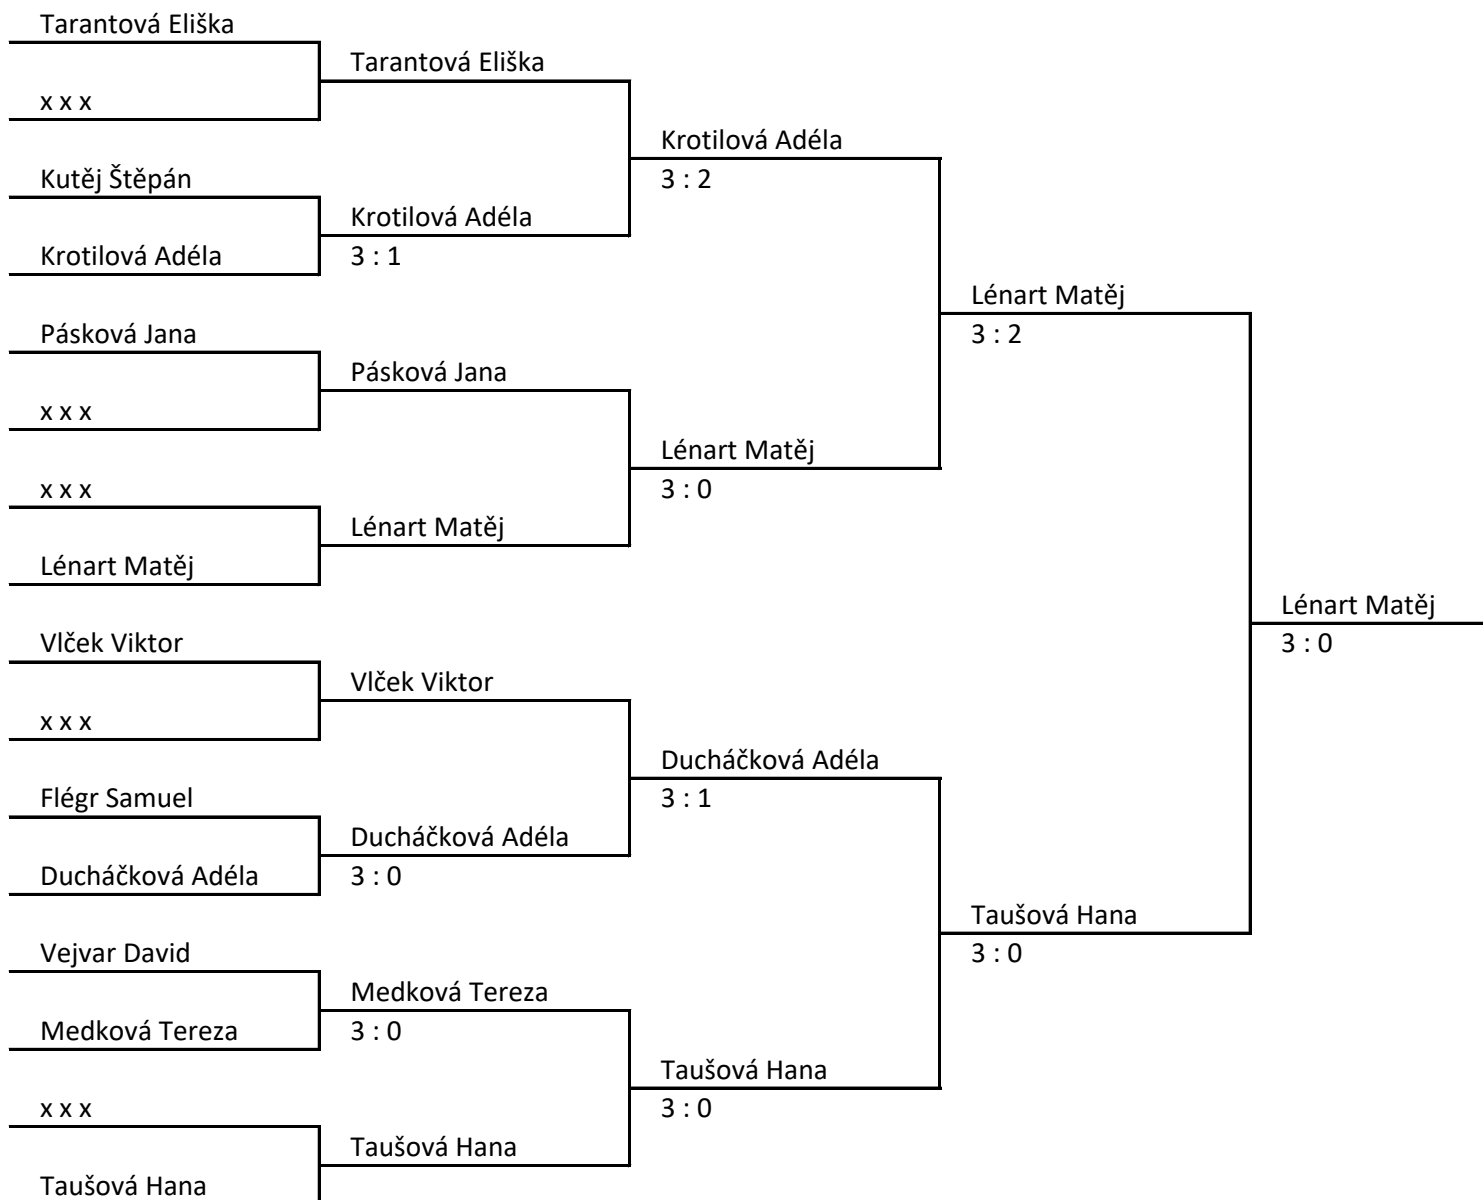 Tarantová Eliška
Tarantová Eliška
x x x
Krotilová Adéla
3 : 2
Kutěj Štěpán
Krotilová Adéla
Krotilová Adéla
3 : 1
Lénart Matěj
3 : 2
Pásková Jana
Pásková Jana
x x x
Lénart Matěj
3 : 0
x x x
Lénart Matěj
Lénart Matěj
Lénart Matěj
3 : 0
Vlček Viktor
Vlček Viktor
x x x
Ducháčková Adéla
3 : 1
Flégr Samuel
Ducháčková Adéla
Ducháčková Adéla
3 : 0
Taušová Hana
3 : 0
Vejvar David
Medková Tereza
Medková Tereza
3 : 0
Taušová Hana
3 : 0
x x x
Taušová Hana
Taušová Hana